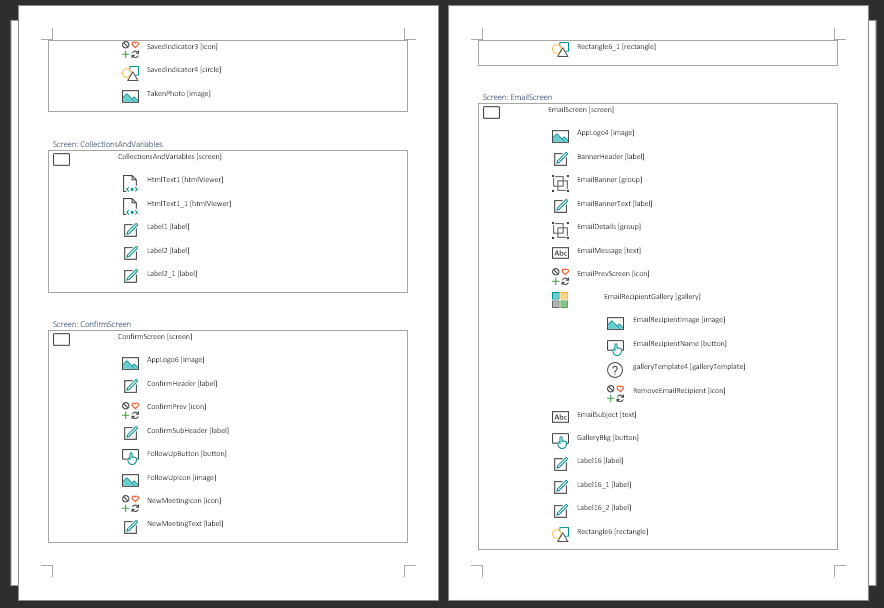 SavedIndicator3 [icon]
SavedIndicator4 [circle]
TakenPhoto [image]
Screen: CollectionsAndVariables
CollectionsAndVariables [screen]
HtmlText1 [htmlViewer]
HtmlText1_1 [htmlViewer]
Label1 [label]
Label2 [label]
Label2_1 [label]
Screen: ConfirmScreen
ConfirmScreen [screen]
AppLogo6 [image]
ConfirmHeader [label]
ConfirmPrev [icon]
ConfirmSubHeader [label]
FollowUpButton [button]
FollowUpIcon [image]
NewMeetingIcon [icon]
NewMeetingText [label]
Rectangle6_1 [rectangle]
Screen: EmailScreen
EmailScreen [screen]
AppLogo4 [image]
BannerHeader [label]
EmailBanner [group]
EmailBannerText [label]
EmailDetails [group]
Abc EmailMessage [text]
EmailPrevScreen [icon]
EmailRecipientGallery [gallery]
EmailRecipientImage [image]
EmailRecipientName [button]
? galleryTemplate4 [galleryTemplate]
RemoveEmailRecipient [icon]
Abc EmailSubject [text]
GalleryBkg [button]
Label16 [label]
Label16_1 [label]
Label16_2 [label]
Rectangle6 [rectangle]